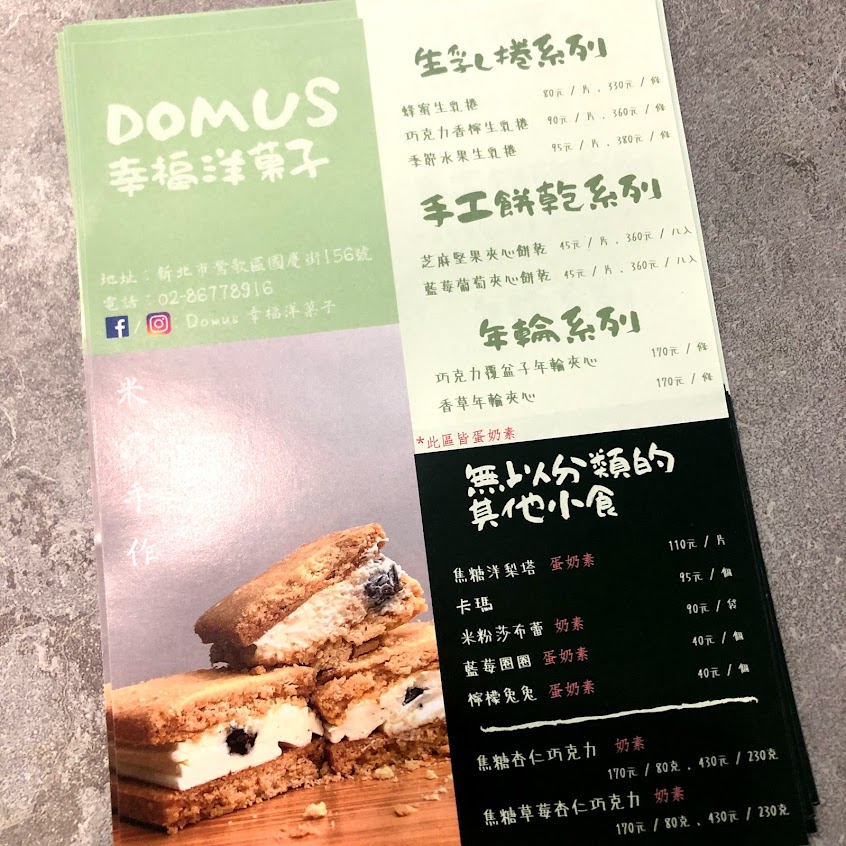 DOMUS
幸福洋菓子
地址：新北市鶯歌區國慶街156號
電話：02-86778916
/ Domus 幸福洋菓子
米
手
作
生乳捲系列
蜂蜜生乳捲 80元 / 片 . 330元 / 條
巧克力香檸生乳捲 90元 / 片 . 360元 / 條
季節水果生乳捲 95元 / 片 . 380元 / 條
手工餅乾系列
芝麻堅果夾心餅乾 45元 / 片 . 360元 / 八入
藍莓葡萄夾心餅乾 45元 / 片 . 360元 / 八入
年輪系列
巧克力覆盆子年輪夾心 170元 / 條
香草年輪夾心 170元 / 條
*此區皆蛋奶素
無以分類的
其他小食
焦糖洋梨塔 蛋奶素 110元 / 片
卡瑪 95元 / 個
米粉莎布蕾 奶素 90元 / 袋
藍莓圈圈 蛋奶素 40元 / 個
檸檬兔兔 蛋奶素 40元 / 個
焦糖杏仁巧克力 奶素
170元 / 80克 . 430元 / 230克
焦糖草莓杏仁巧克力 奶素
170元 / 80克 . 430元 / 230克